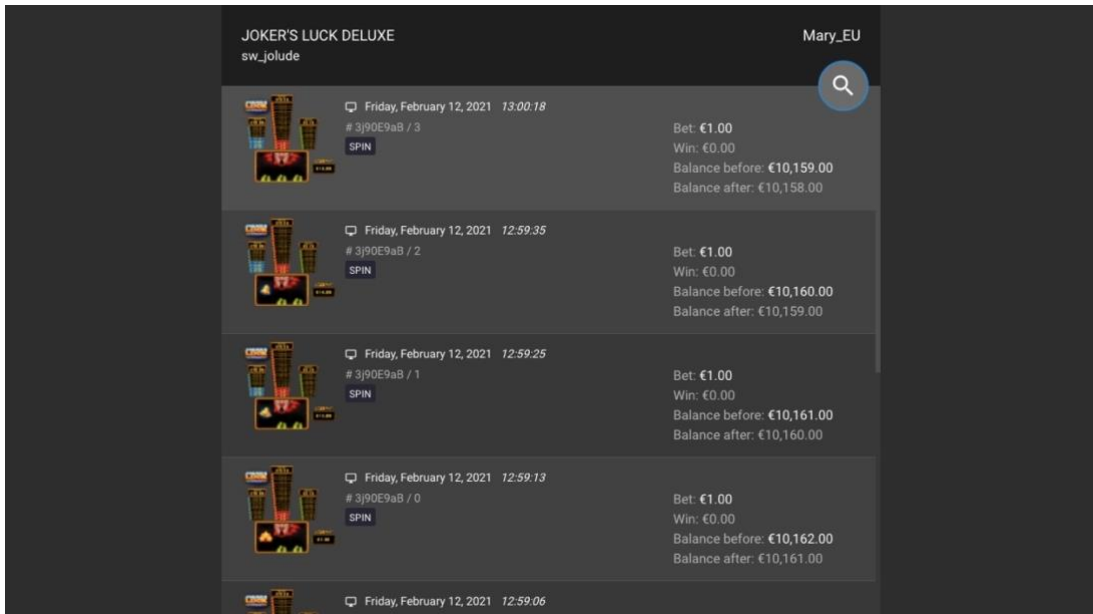 JOKER'S LUCK DELUXE
Mary_EU
sw_jolude
Friday, February 12, 2021 13:00:18
# 3j90E9aB / 3
SPIN
Bet: €1.00
Win: €0.00
Balance before: €10,159.00
Balance after: €10,158.00
Friday, February 12, 2021 12:59:35
# 3j90E9aB / 2
SPIN
Bet: €1.00
Win: €0.00
Balance before: €10,160.00
Balance after: €10,159.00
Friday, February 12, 2021 12:59:25
# 3j90E9aB / 1
SPIN
Bet: €1.00
Win: €0.00
Balance before: €10,161.00
Balance after: €10,160.00
Friday, February 12, 2021 12:59:13
# 3j90E9aB / 0
SPIN
Bet: €1.00
Win: €0.00
Balance before: €10,162.00
Balance after: €10,161.00
Friday, February 12, 2021 12:59:06